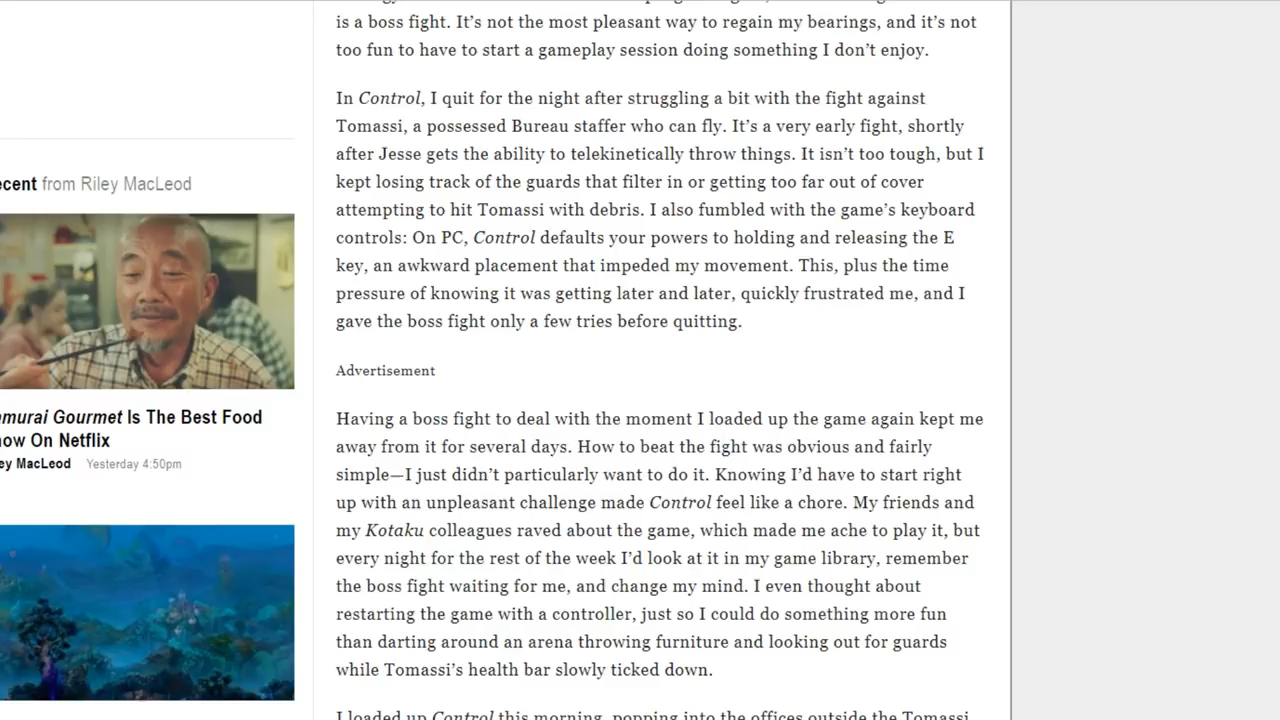 is a boss fight. It’s not the most pleasant way to regain my bearings, and it’s not
too fun to have to start a gameplay session doing something I don’t enjoy.
In Control, I quit for the night after struggling a bit with the fight against
Tomassi, a possessed Bureau staffer who can fly. It’s a very early fight, shortly
after Jesse gets the ability to telekinetically throw things. It isn’t too tough, but I
kept losing track of the guards that filter in or getting too far out of cover
attempting to hit Tomassi with debris. I also fumbled with the game’s keyboard
controls: On PC, Control defaults your powers to holding and releasing the E
key, an awkward placement that impeded my movement. This, plus the time
pressure of knowing it was getting later and later, quickly frustrated me, and I
gave the boss fight only a few tries before quitting.
Advertisement
Having a boss fight to deal with the moment I loaded up the game again kept me
away from it for several days. How to beat the fight was obvious and fairly
simple—I just didn’t particularly want to do it. Knowing I’d have to start right
up with an unpleasant challenge made Control feel like a chore. My friends and
my Kotaku colleagues raved about the game, which made me ache to play it, but
every night for the rest of the week I’d look at it in my game library, remember
the boss fight waiting for me, and change my mind. I even thought about
restarting the game with a controller, just so I could do something more fun
than darting around an arena throwing furniture and looking out for guards
while Tomassi’s health bar slowly ticked down.
I loaded up Control this morning, popping into the offices outside the Tomassi
ecent from Riley MacLeod
amurai Gourmet Is The Best Food
how On Netflix
ey MacLeod Yesterday 4:50pm